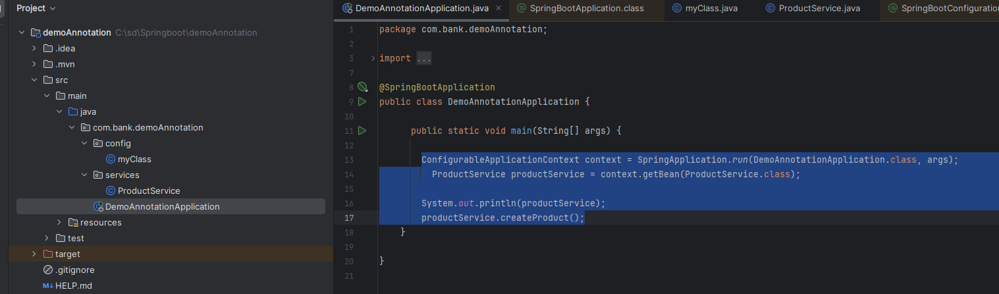 Project
demoAnnotation C:\sd\Springboot\demoAnnotation
.idea
.mvn
src
main
java
com.bank.demoAnnotation
config
myClass
services
ProductService
DemoAnnotationApplication
resources
test
target
.gitignore
M↓ HELP.md
DemoAnnotationApplication.java
SpringBootApplication.class
myClass.java
ProductService.java
SpringBootConfiguration
1 package com.bank.demoAnnotation;
2
3 import ...
7
8 @SpringBootApplication
9 public class DemoAnnotationApplication {
10
11 public static void main(String[] args) {
12
13 ConfigurableApplicationContext context = SpringApplication.run(DemoAnnotationApplication.class, args);
14 ProductService productService = context.getBean(ProductService.class);
15
16 System.out.println(productService);
17 productService.createProduct();
18 }
19
20 }
21